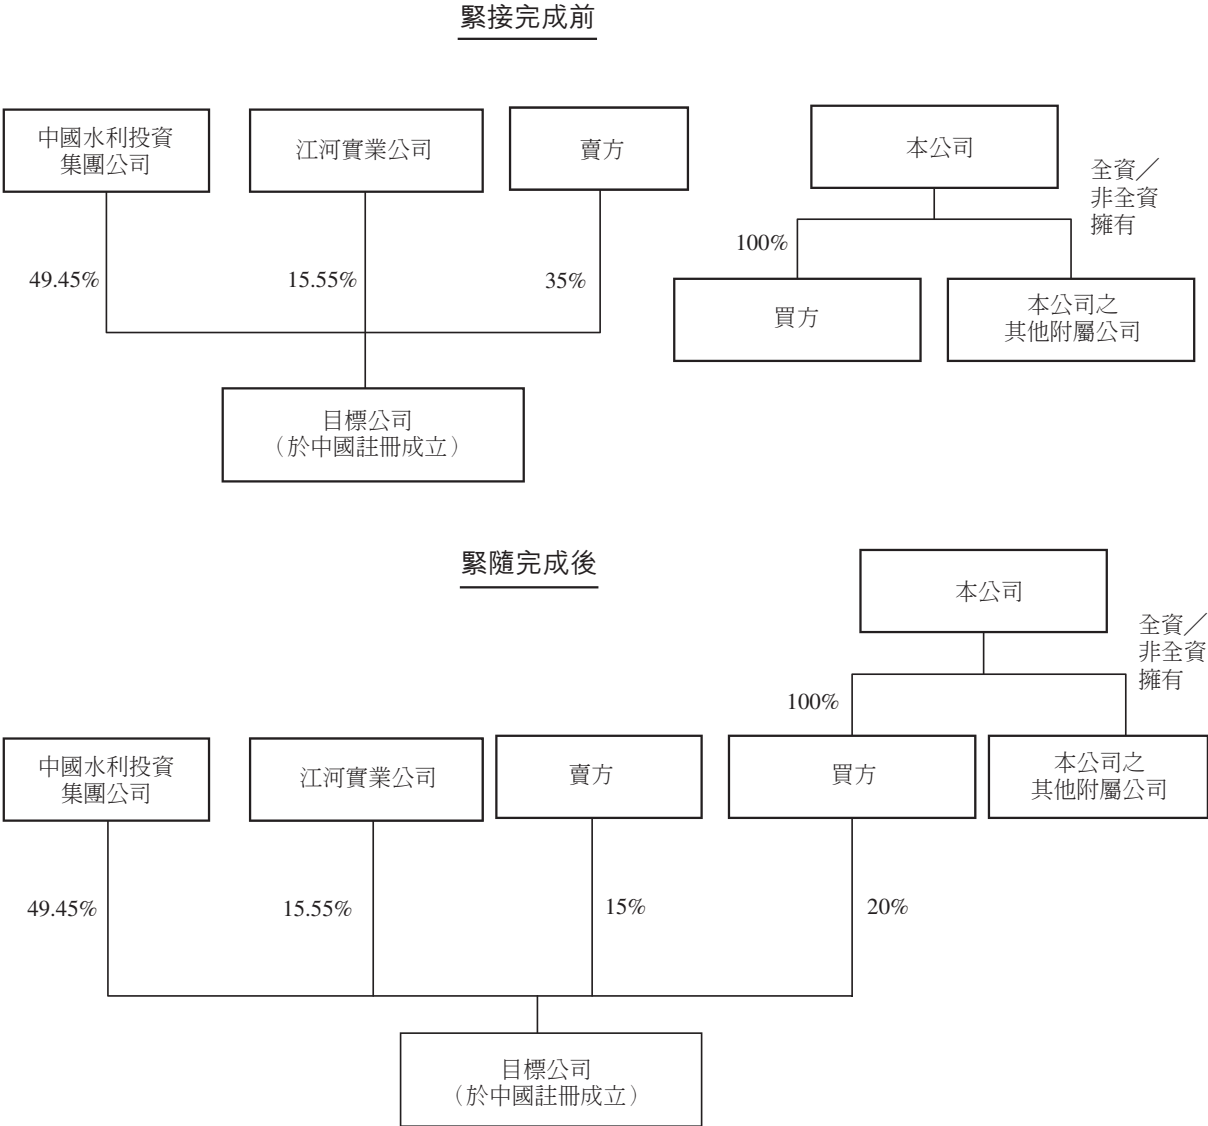 緊接完成前
中國水利投資
集團公司
江河實業公司
賣方
本公司
全資／
非全資
擁有
49.45%
15.55%
35%
100%
買方
本公司之
其他附屬公司
目標公司
（於中國註冊成立）
緊隨完成後
本公司
全資／
非全資
擁有
100%
中國水利投資
集團公司
江河實業公司
賣方
買方
本公司之
其他附屬公司
49.45%
15.55%
15%
20%
目標公司
（於中國註冊成立）